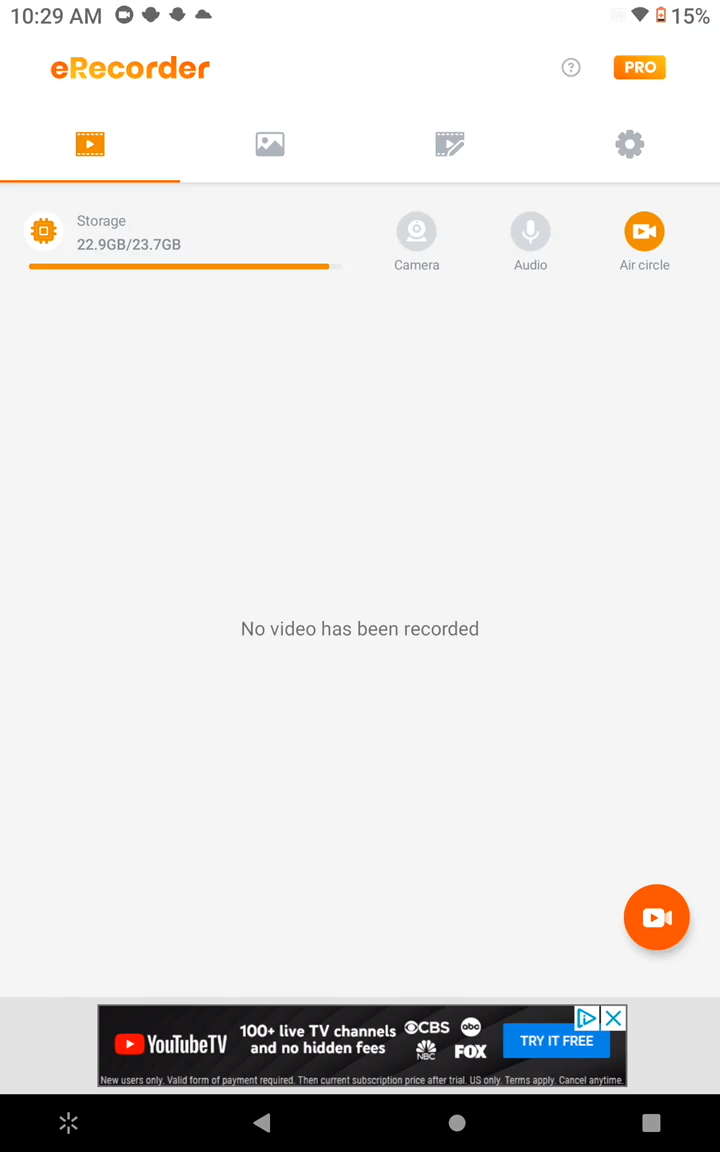 10:29 AM
15%
eRecorder
PRO
Storage
22.9GB/23.7GB
Camera
Audio
Air circle
No video has been recorded
YouTubeTV
100+ live TV channels
and no hidden fees
CBS
abc
NBC
FOX
TRY IT FREE
New users only. Valid form of payment required. Then current subscription price after trial. US only. Terms apply. Cancel anytime.